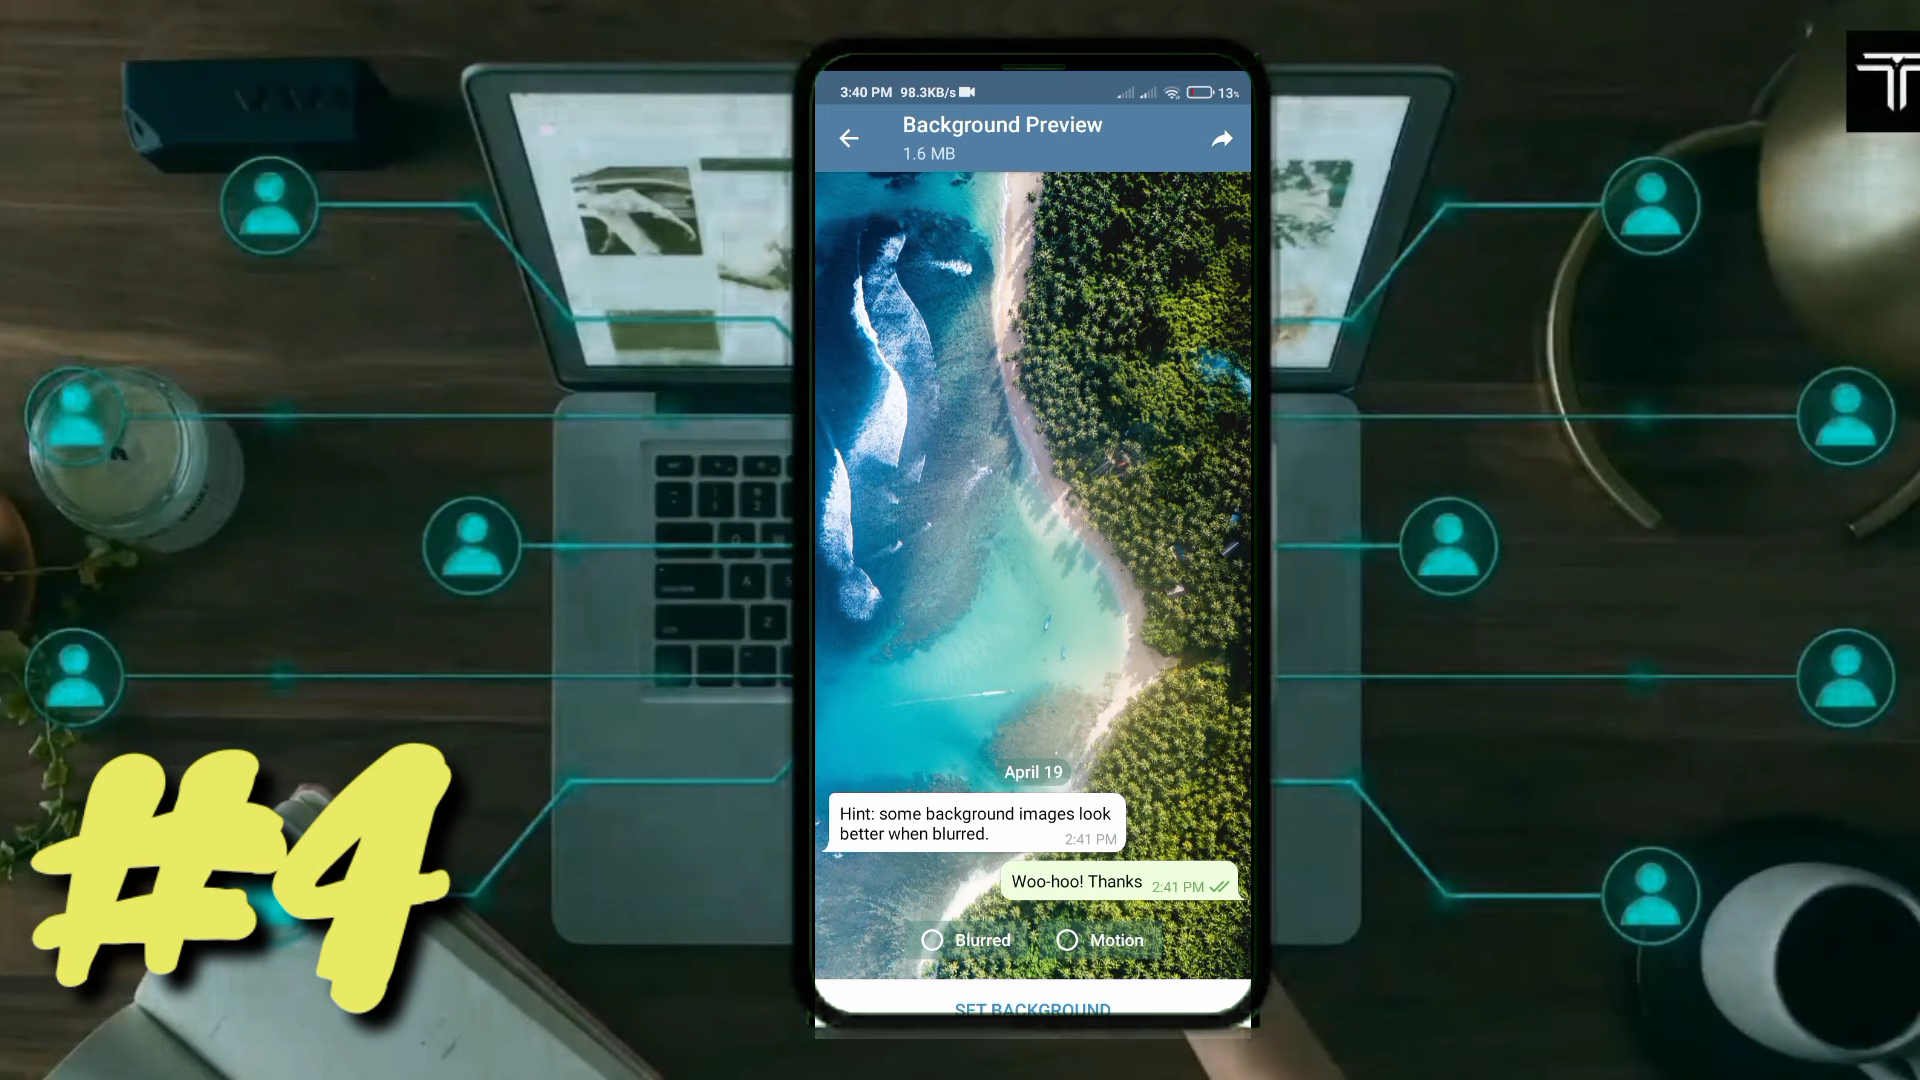 3:40 PM 98.3KB/s 13%
Background Preview
1.6 MB
April 19
Hint: some background images look
better when blurred.
2:41 PM
Woo-hoo! Thanks 2:41 PM
Blurred Motion
SET BACKGROUND
#4